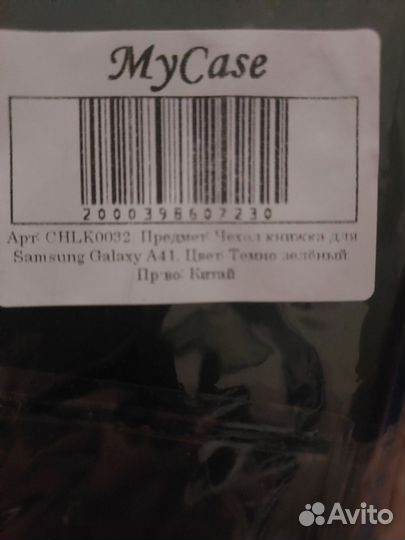 MyCase
2000398607230
Арт: CHLK0032. Предмет: Чехол книжка для
Samsung Galaxy A41. Цвет: Темно зелёный.
Пр-во: Китай
Avito